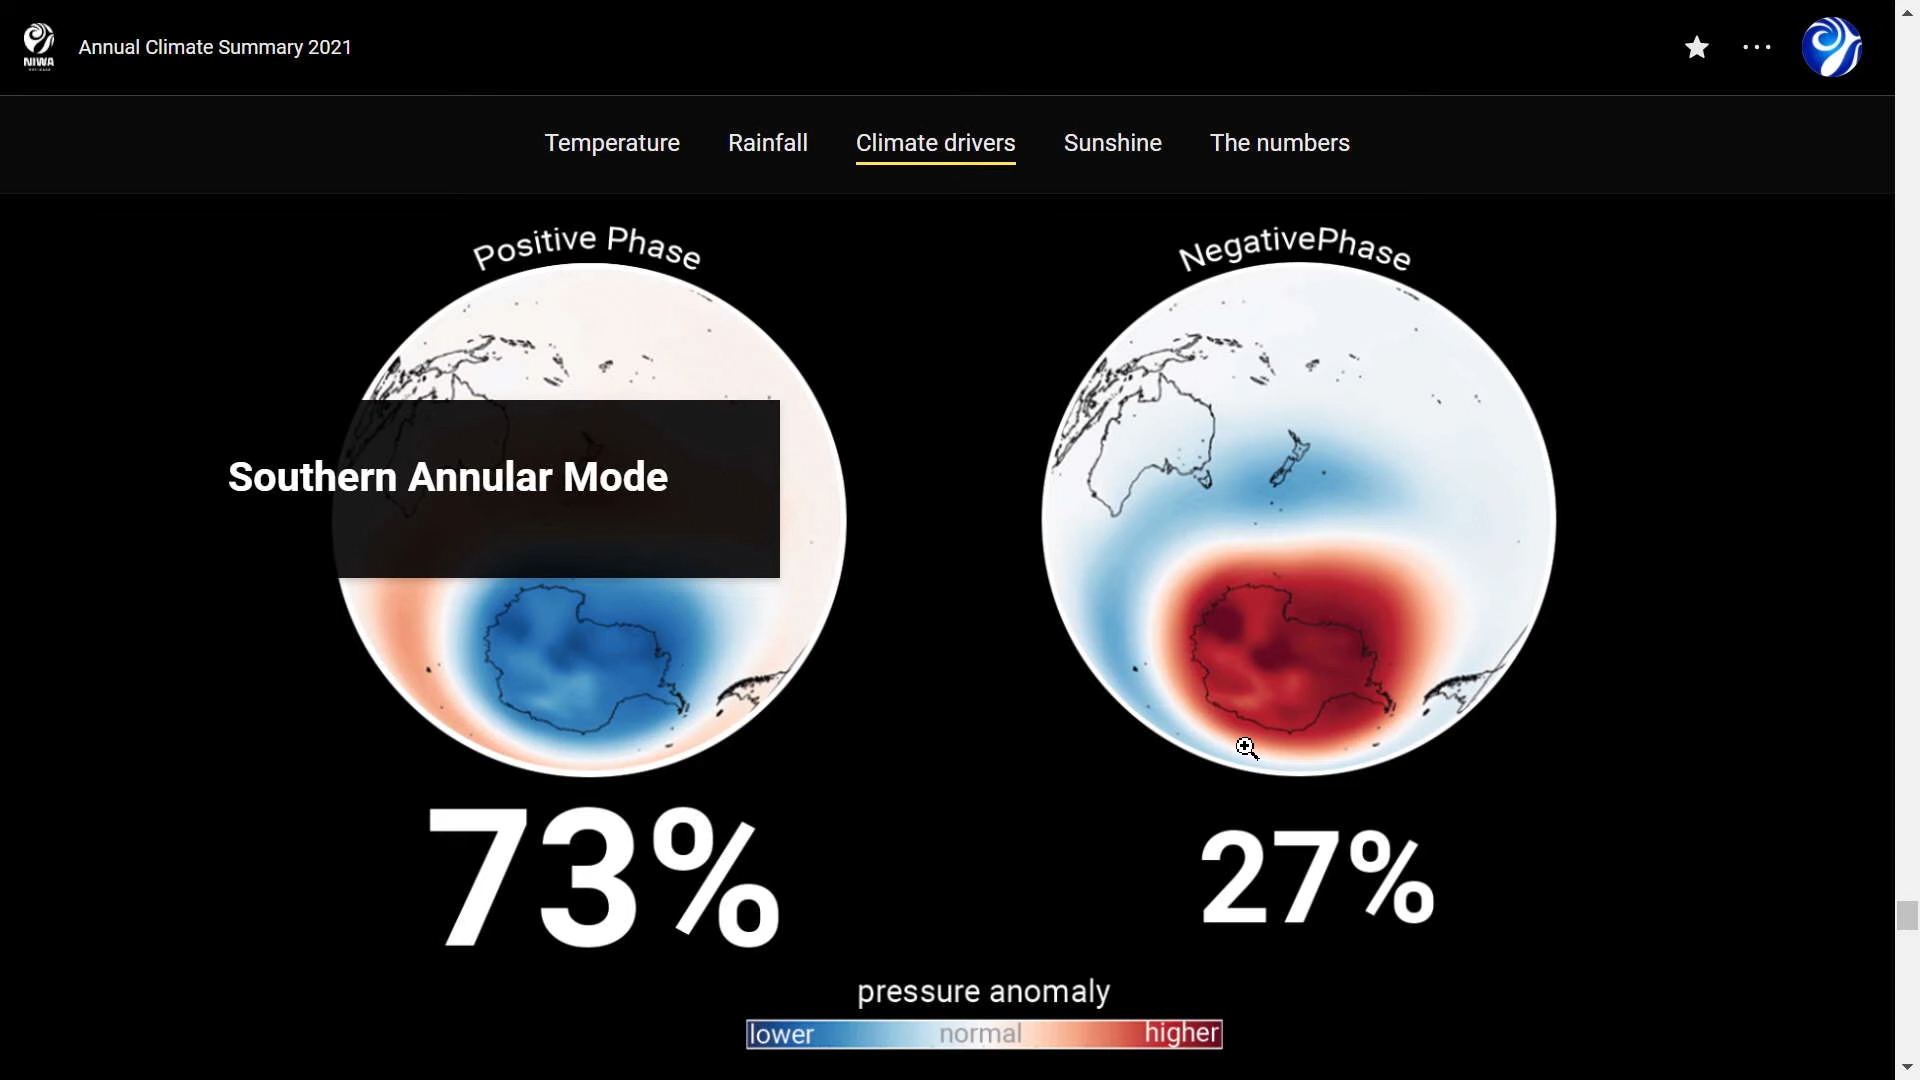 NIWA
Annual Climate Summary 2021
Temperature
Rainfall
Climate drivers
Sunshine
The numbers
Positive Phase
NegativePhase
Southern Annular Mode
73%
27%
pressure anomaly
lower
normal
higher